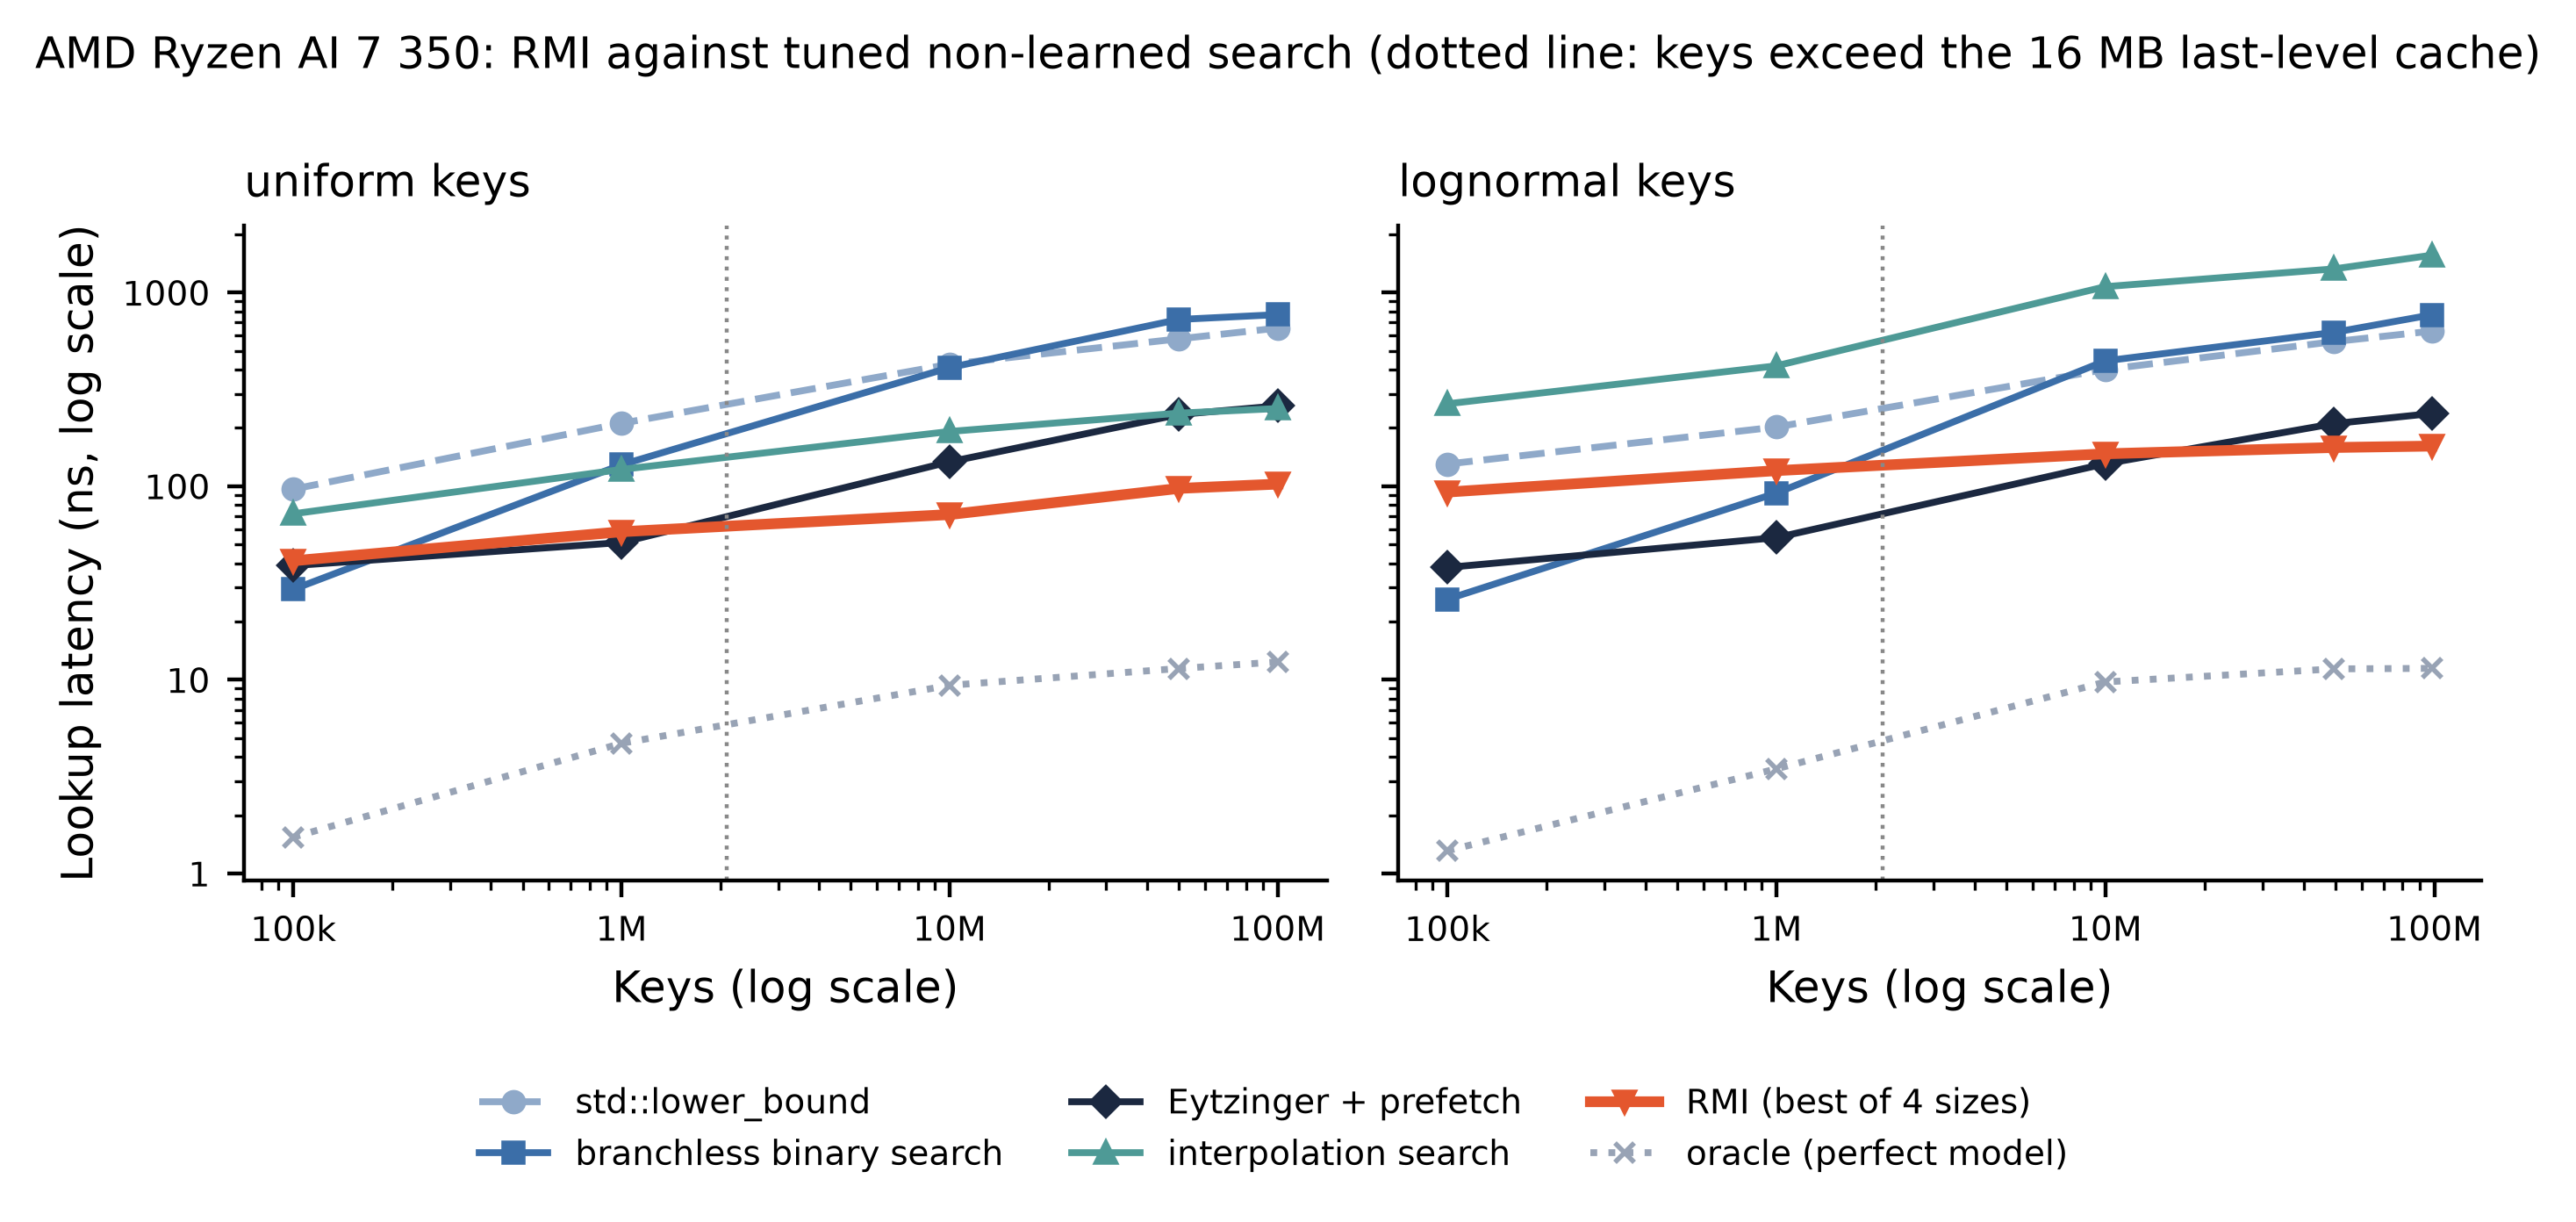 AMD Ryzen AI 7 350: RMI against tuned non-learned search (dotted line: keys exceed the 16 MB last-level cache)
uniform keys
lognormal keys
Lookup latency (ns, log scale)
1000
100
10
1
100k 1M 10M 100M
100k 1M 10M 100M
Keys (log scale)
Keys (log scale)
std::lower_bound
branchless binary search
Eytzinger + prefetch
interpolation search
RMI (best of 4 sizes)
oracle (perfect model)